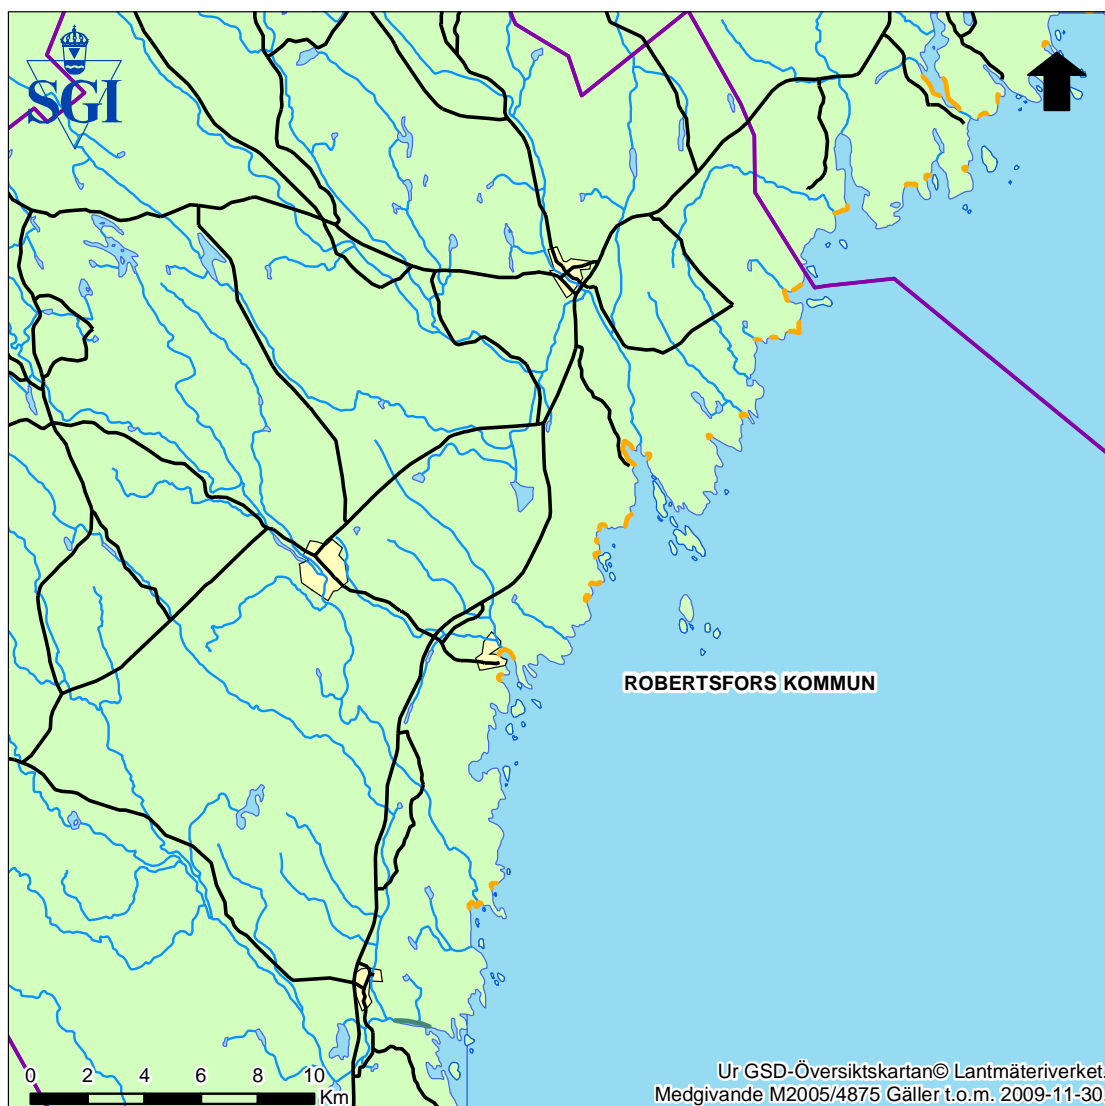 SGI
ROBERTSFORS KOMMUN
0 2 4 6 8 10
Km
Ur GSD-Översiktskartan© Lantmäteriverket.
Medgivande M2005/4875 Gäller t.o.m. 2009-11-30.